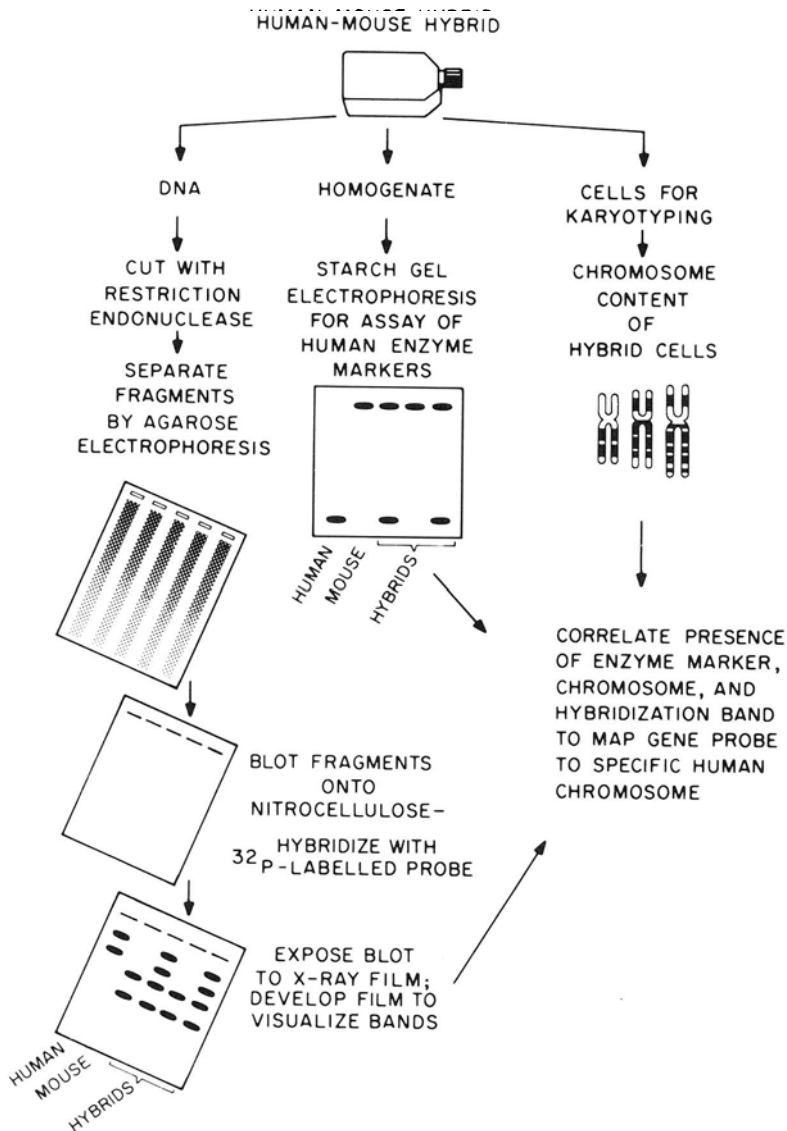 HUMAN-MOUSE HYBRID
HUMAN-MOUSE HYBRID
DNA
CUT WITH
RESTRICTION
ENDONUCLEASE
SEPARATE
FRAGMENTS
BY AGAROSE
ELECTROPHORESIS
BLOT FRAGMENTS
ONTO
NITROCELLULOSE–
HYBRIDIZE WITH
32P-LABELLED PROBE
EXPOSE BLOT
TO X-RAY FILM;
DEVELOP FILM TO
VISUALIZE BANDS
HUMAN
MOUSE
HYBRIDS
HOMOGENATE
STARCH GEL
ELECTROPHORESIS
FOR ASSAY OF
HUMAN ENZYME
MARKERS
HUMAN
MOUSE
HYBRIDS
CELLS FOR
KARYOTYPING
CHROMOSOME
CONTENT
OF
HYBRID CELLS
CORRELATE PRESENCE
OF ENZYME MARKER,
CHROMOSOME, AND
HYBRIDIZATION BAND
TO MAP GENE PROBE
TO SPECIFIC HUMAN
CHROMOSOME